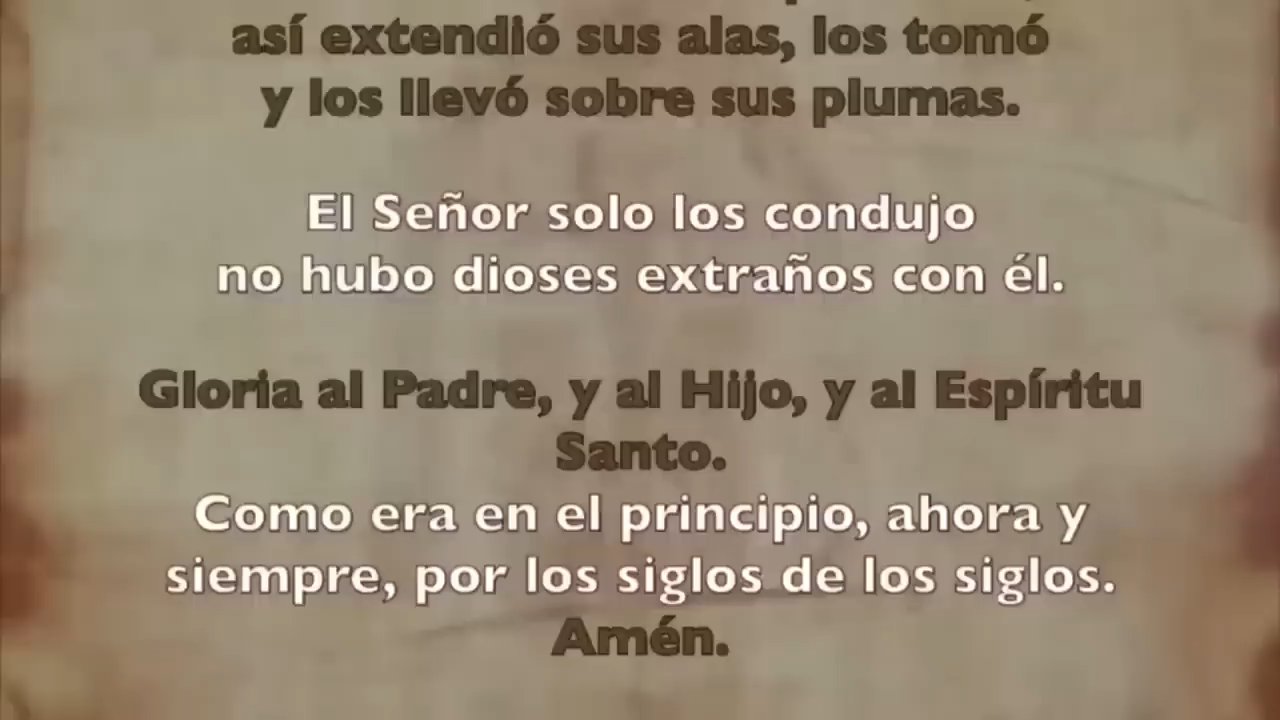 así extendió sus alas, los tomó
y los llevó sobre sus plumas.
El Señor solo los condujo
no hubo dioses extraños con él.
Gloria al Padre, y al Hijo, y al Espíritu
Santo.
Como era en el principio, ahora y
siempre, por los siglos de los siglos.
Amén.